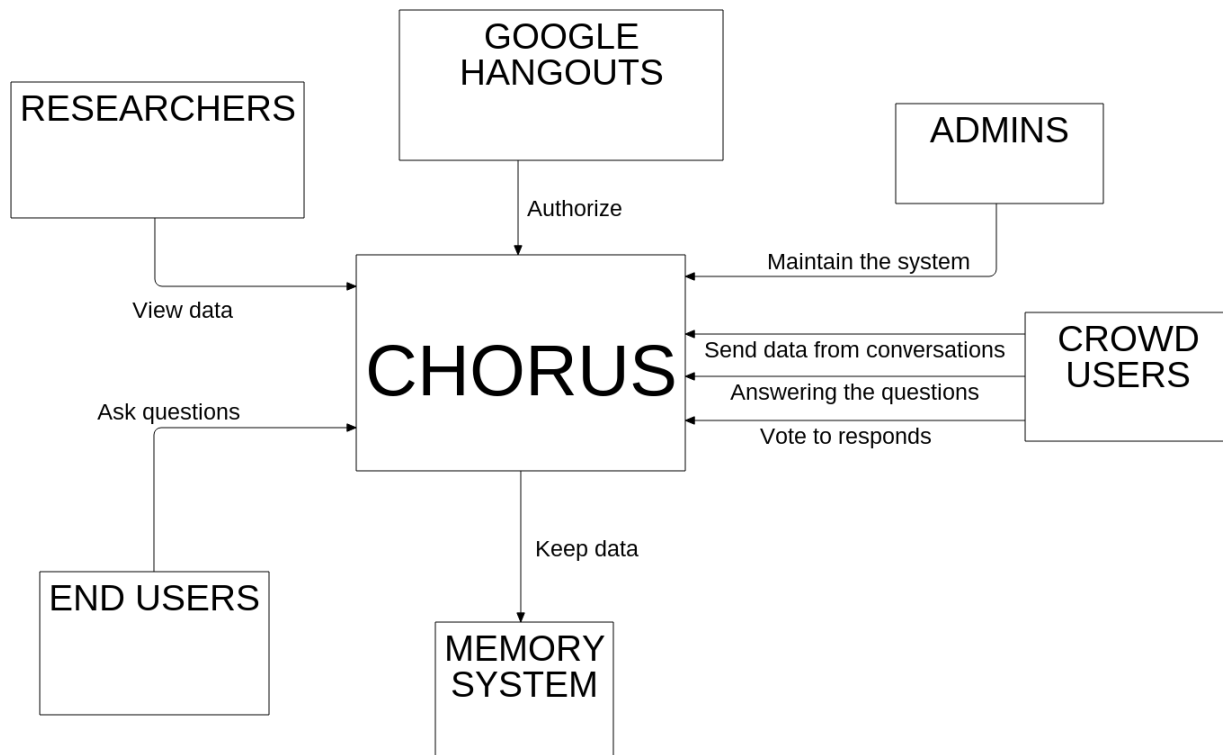 GOOGLE
HANGOUTS
RESEARCHERS
ADMINS
Authorize
Maintain the system
View data
CHORUS
CROWD
USERS
Send data from conversations
Answering the questions
Vote to responds
Ask questions
Keep data
END USERS
MEMORY
SYSTEM